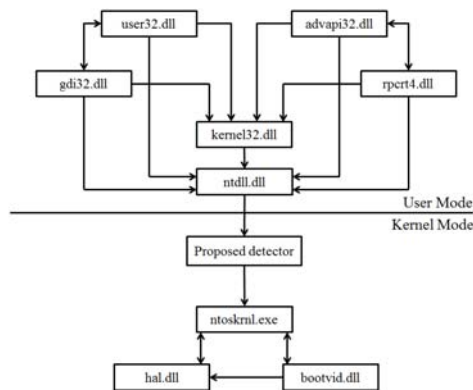 user32.dll
advapi32.dll
gdi32.dll
rpcrt4.dll
kernel32.dll
ntdll.dll
User Mode
Kernel Mode
Proposed detector
ntoskrnl.exe
hal.dll
bootvid.dll